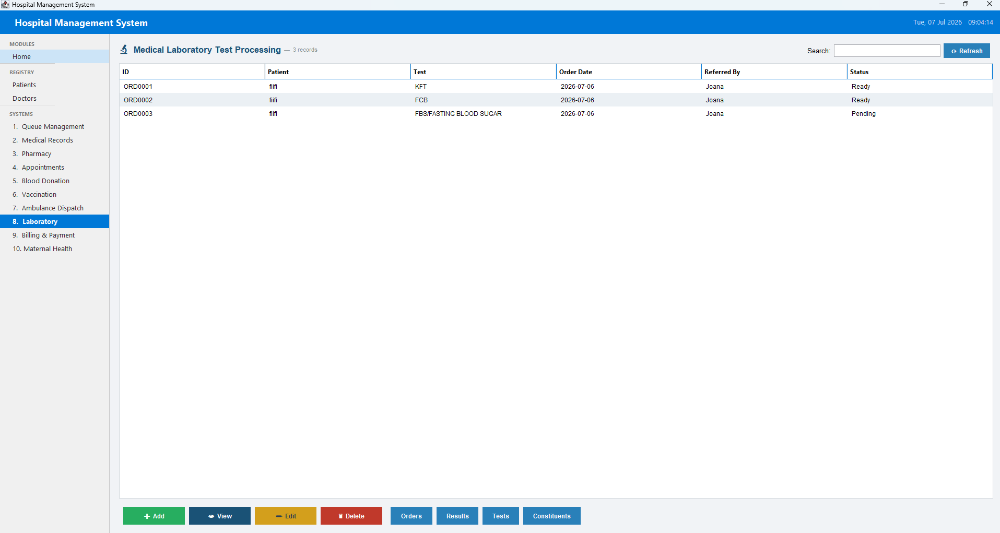 Hospital Management System
Hospital Management System
Tue, 07 Jul 2026 09:04:14
MODULES
Home
REGISTRY
Patients
Doctors
SYSTEMS
1. Queue Management
2. Medical Records
3. Pharmacy
4. Appointments
5. Blood Donation
6. Vaccination
7. Ambulance Dispatch
8. Laboratory
9. Billing & Payment
10. Maternal Health
Medical Laboratory Test Processing — 3 records
Search: Refresh
ID Patient Test Order Date Referred By Status
ORD0001 fiifi KFT 2026-07-06 Joana Ready
ORD0002 fiifi FCB 2026-07-06 Joana Ready
ORD0003 fiifi FBS/FASTING BLOOD SUGAR 2026-07-06 Joana Pending
Add View Edit Delete Orders Results Tests Constituents